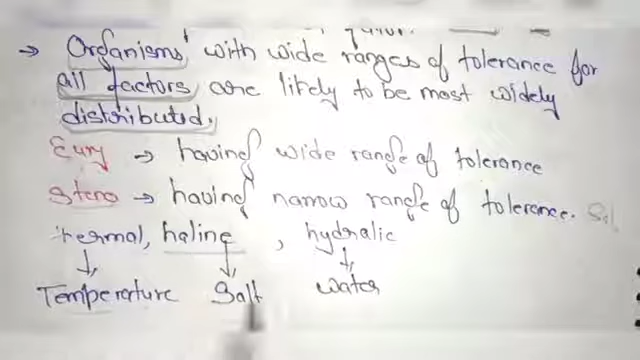 → Organisms with wide ranges of tolerance for
all factors are likely to be most widely
distributed.
Eury → having wide range of tolerance
Steno → having narrow range of tolerance.
thermal, haline, hydralic
↓ ↓ ↓
Temperature Salt water